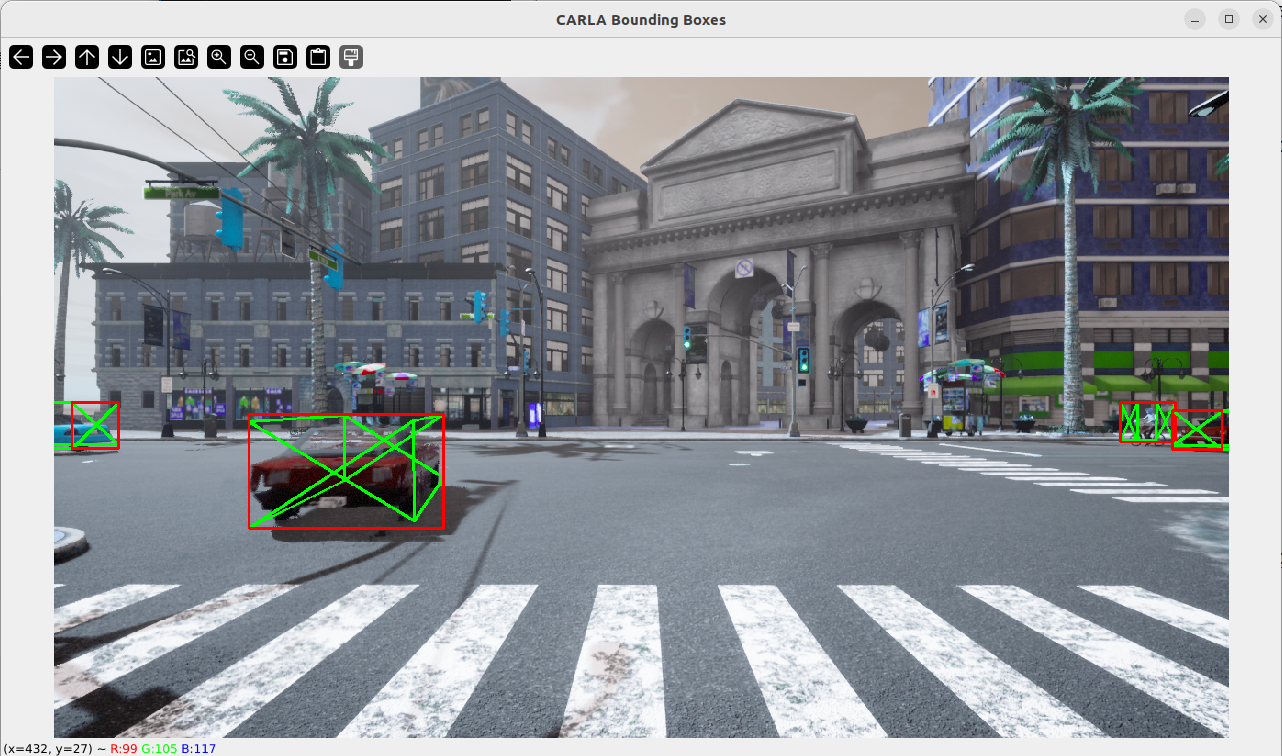 CARLA Bounding Boxes
(x=432, y=27) ~ R:99 G:105 B:117